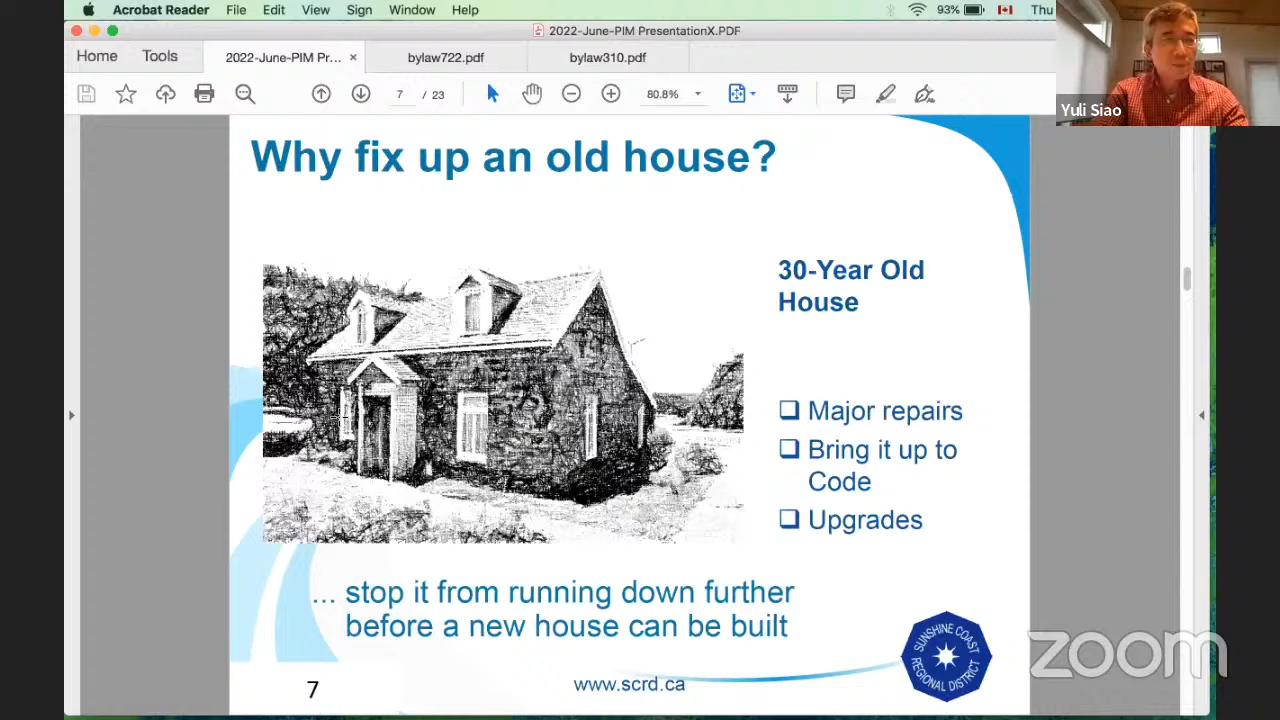 Acrobat Reader File Edit View Sign Window Help 93% Thu
2022-June-PIM PresentationX.PDF
Home Tools 2022-June-PIM Pr... × bylaw722.pdf bylaw310.pdf
7 / 23 80.8%
Yuli Siao
Why fix up an old house?
30-Year Old
House
Major repairs
Bring it up to
Code
Upgrades
... stop it from running down further
before a new house can be built
SUNSHINE COAST
REGIONAL DISTRICT
zoom
7
www.scrd.ca